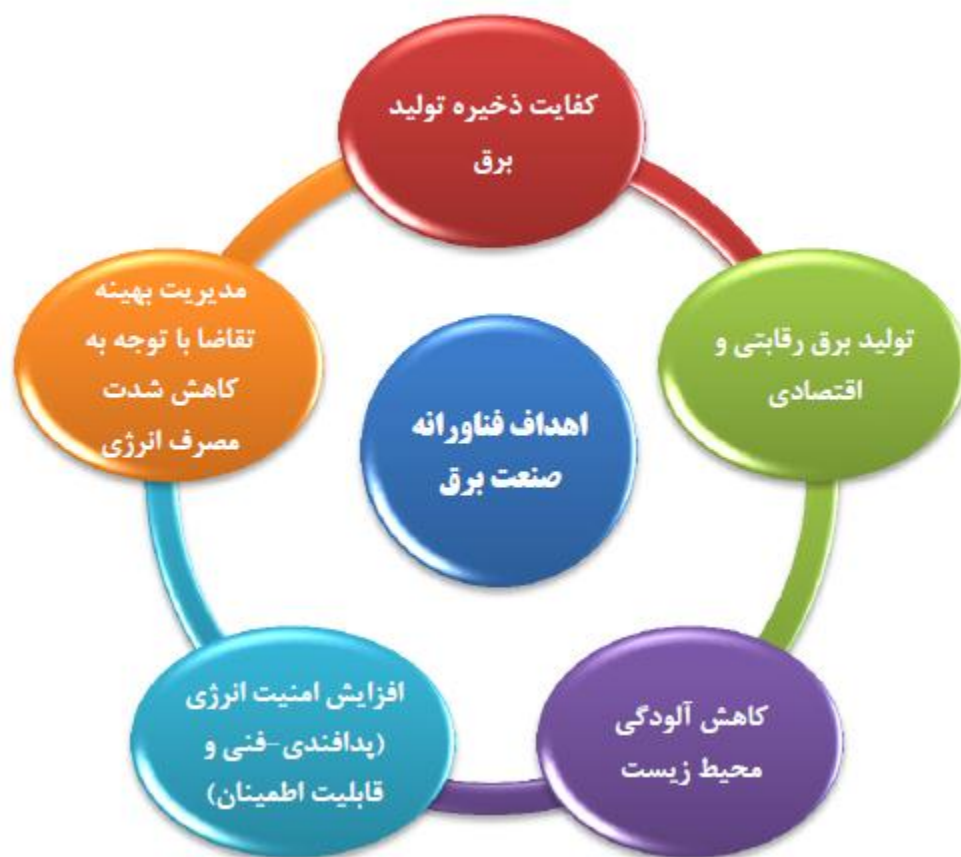 کفایت ذخیره تولید
برق
تولید برق رقابتی و
اقتصادی
کاهش آلودگی
محیط زیست
افزایش امنیت انرژی
(پدافندی-فنی و
قابلیت اطمینان)
مدیریت بهینه
تقاضا با توجه به
کاهش شدت
مصرف انرژی
اهداف فناورانه
صنعت برق